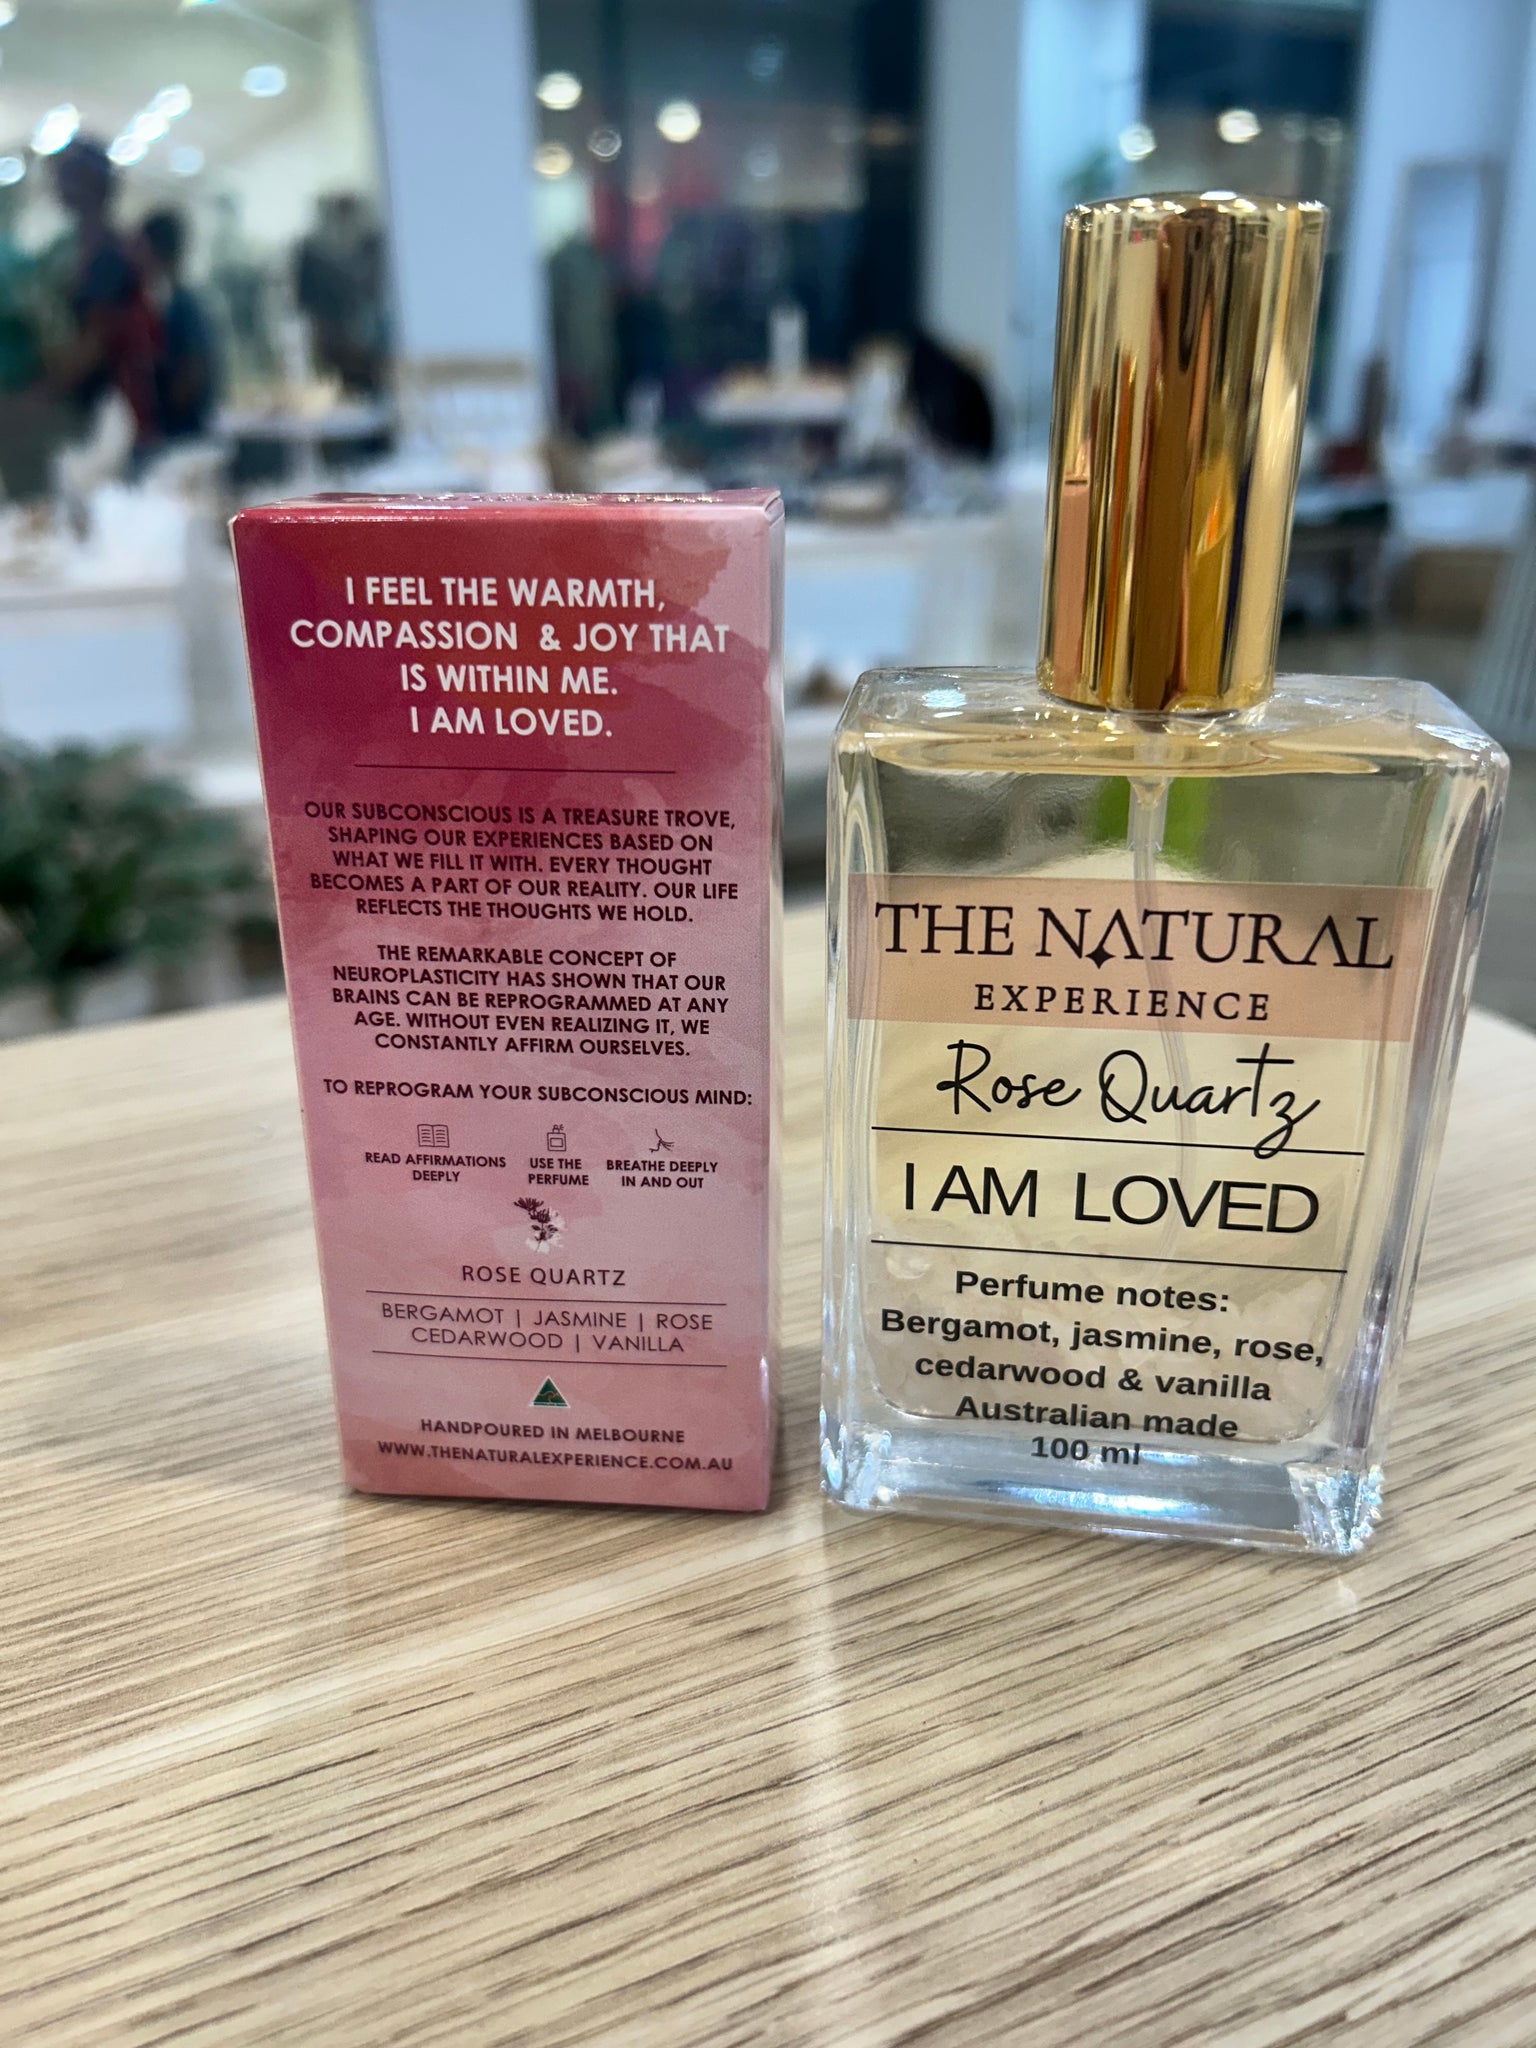 I FEEL THE WARMTH,
COMPASSION & JOY THAT
IS WITHIN ME.
I AM LOVED.
OUR SUBCONSCIOUS IS A TREASURE TROVE,
SHAPING OUR EXPERIENCES BASED ON
WHAT WE FILL IT WITH. EVERY THOUGHT
BECOMES A PART OF OUR REALITY. OUR LIFE
REFLECTS THE THOUGHTS WE HOLD.
THE REMARKABLE CONCEPT OF
NEUROPLASTICITY HAS SHOWN THAT OUR
BRAINS CAN BE REPROGRAMMED AT ANY
AGE. WITHOUT EVEN REALIZING IT, WE
CONSTANTLY AFFIRM OURSELVES.
TO REPROGRAM YOUR SUBCONSCIOUS MIND:
READ AFFIRMATIONS
DEEPLY
USE THE
PERFUME
BREATHE DEEPLY
IN AND OUT
ROSE QUARTZ
BERGAMOT | JASMINE | ROSE
CEDARWOOD | VANILLA
HANDPOURED IN MELBOURNE
WWW.THENATURALEXPERIENCE.COM.AU
THE NATURAL
EXPERIENCE
Rose Quartz
I AM LOVED
Perfume notes:
Bergamot, jasmine, rose,
cedarwood & vanilla
Australian made
100 ml